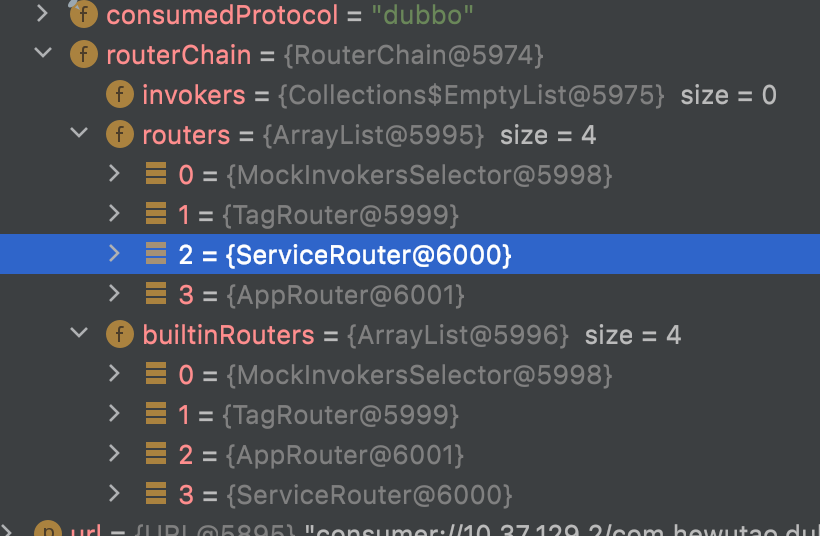 f consumedProtocol = "dubbo"
f routerChain = {RouterChain@5974}
f invokers = {Collections$EmptyList@5975} size = 0
f routers = {ArrayList@5995} size = 4
0 = {MockInvokersSelector@5998}
1 = {TagRouter@5999}
2 = {ServiceRouter@6000}
3 = {AppRouter@6001}
f builtinRouters = {ArrayList@5996} size = 4
0 = {MockInvokersSelector@5998}
1 = {TagRouter@5999}
2 = {AppRouter@6001}
3 = {ServiceRouter@6000}
p url = {URL@5895} "consumer://10.37.129.2/com.hewutao.dub